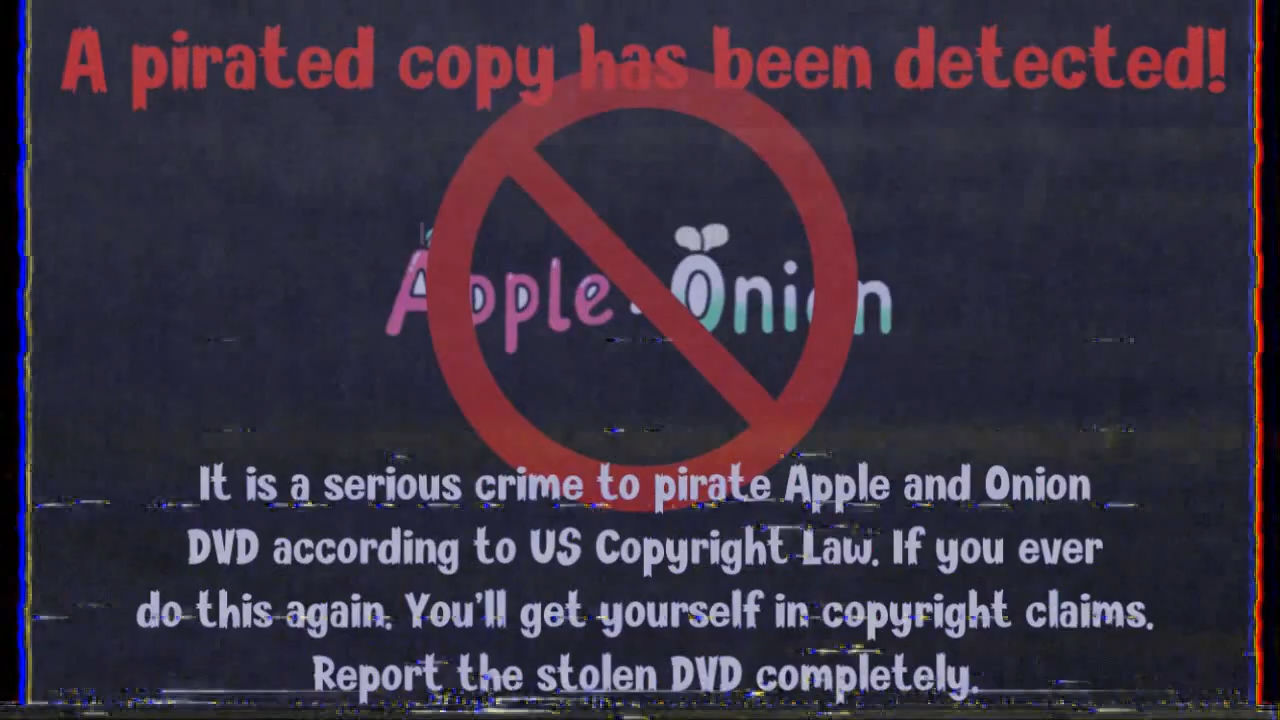 A pirated copy has been detected!
Apple & Onion
It is a serious crime to pirate Apple and Onion
DVD according to US Copyright Law. If you ever
do this again. You'll get yourself in copyright claims.
Report the stolen DVD completely.